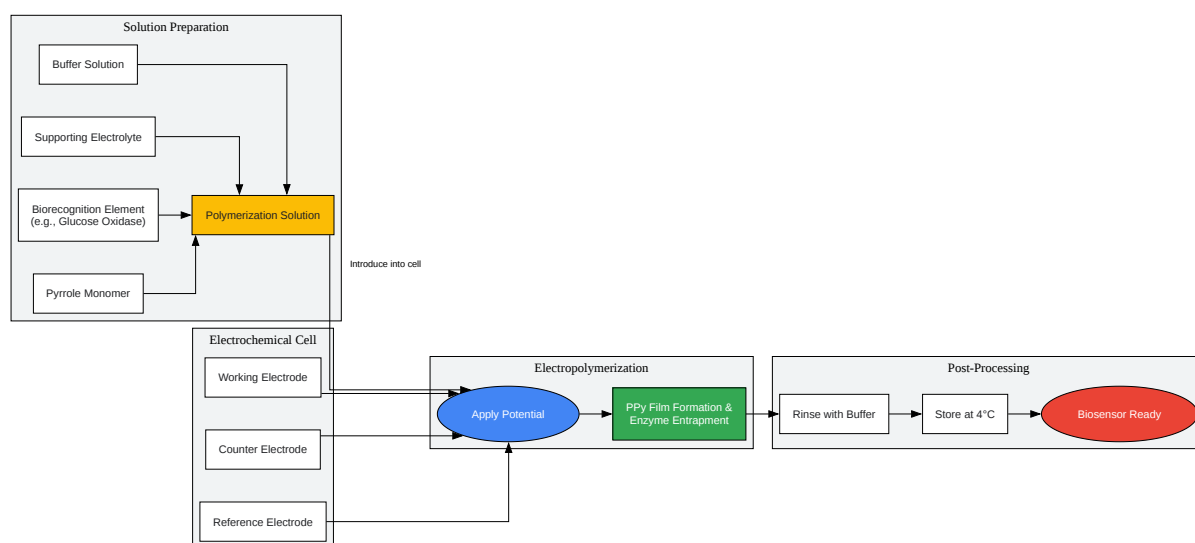 Solution Preparation
Buffer Solution
Supporting Electrolyte
Biorecognition Element
(e.g., Glucose Oxidase)
Polymerization Solution
Pyrrole Monomer
Introduce into cell
Electrochemical Cell
Working Electrode
Counter Electrode
Reference Electrode
Electropolymerization
Apply Potential
PPy Film Formation &
Enzyme Entrapment
Post-Processing
Rinse with Buffer
Store at 4°C
Biosensor Ready